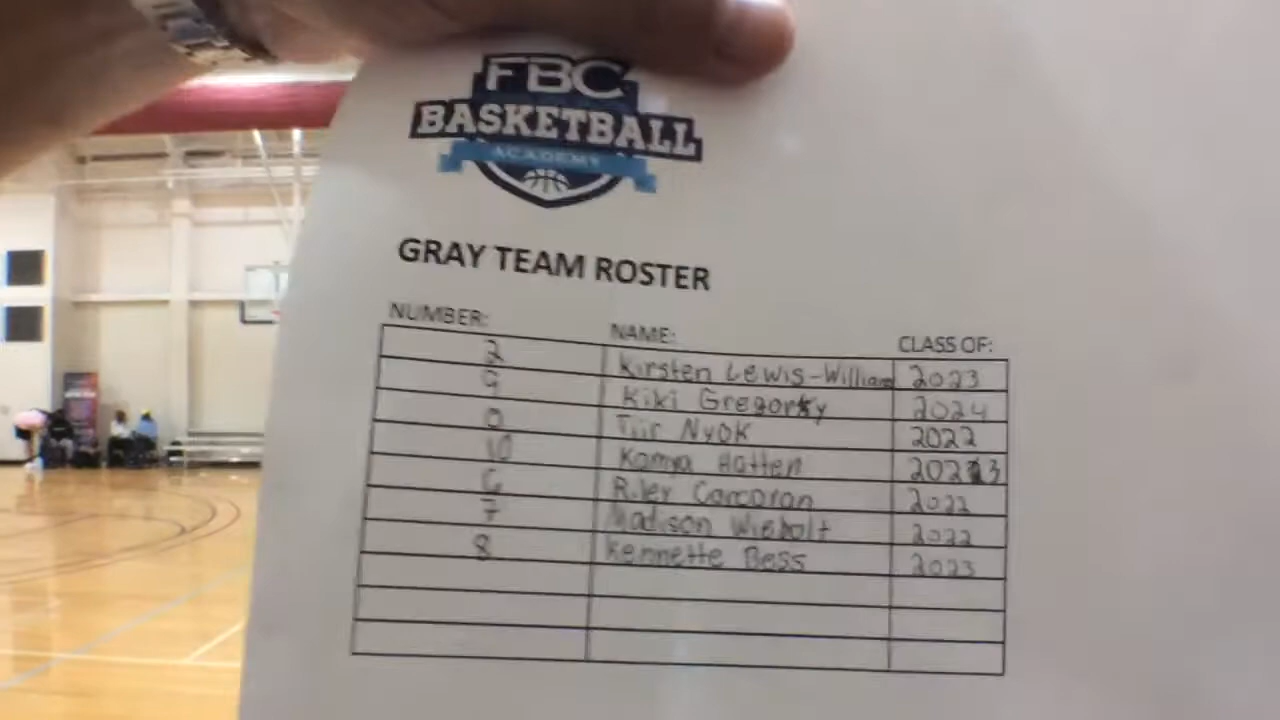 FBC
BASKETBALL
ACADEMY
GRAY TEAM ROSTER
NUMBER: NAME: CLASS OF:
2 Kirsten Lewis-William 2023
9 Kiki Gregory 2024
0 Tiir Nyok 2022
10 Kamya Hatten 2023
6 Riley Corcoran 2022
7 Madison Wiebolt 2022
8 Kennette Bess 2023